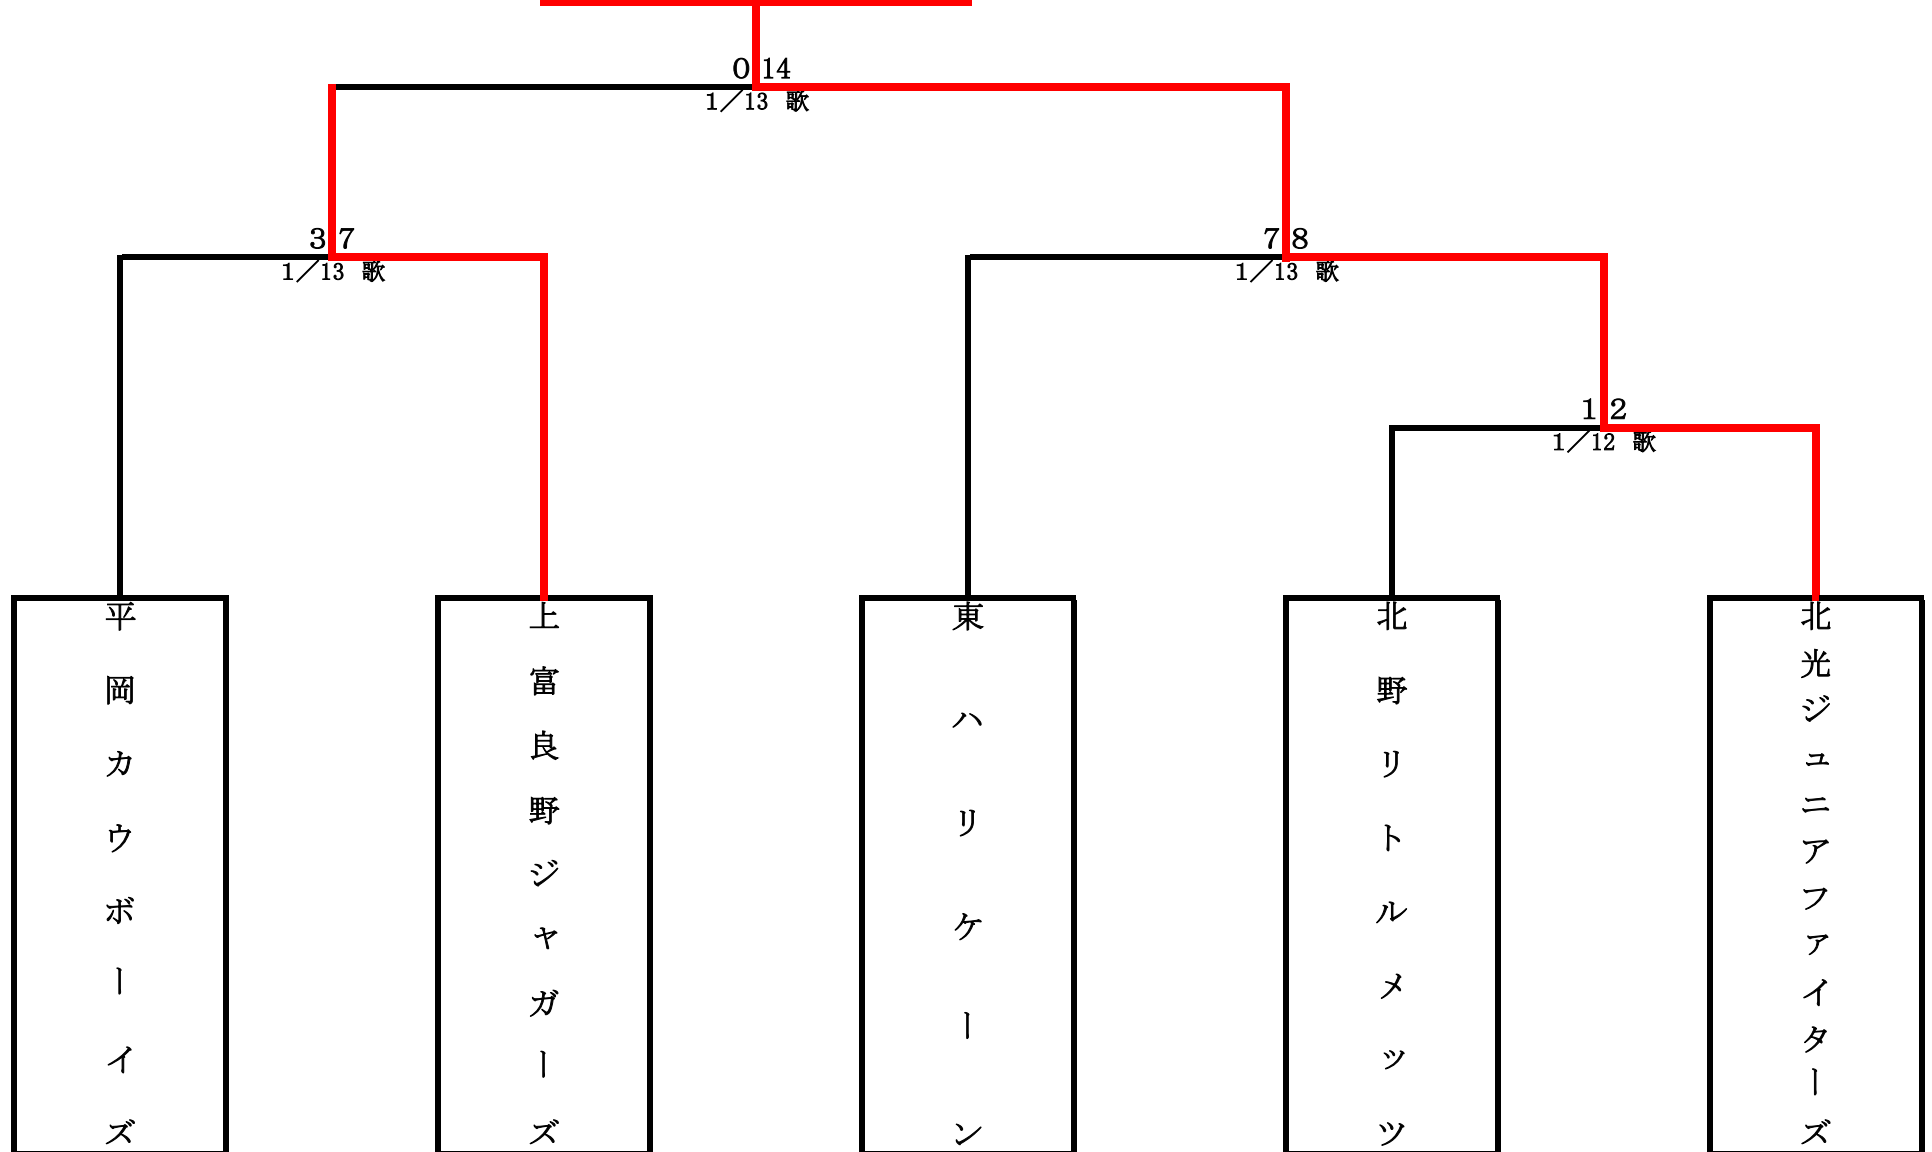 0 14
1／13 歌
3 7
1／13 歌
7 8
1／13 歌
1 2
1／12 歌
平岡カウボーイズ
上富良野ジャガーズ
東ハリケーン
北野リトルメッツ
北光ジュニアファイターズ